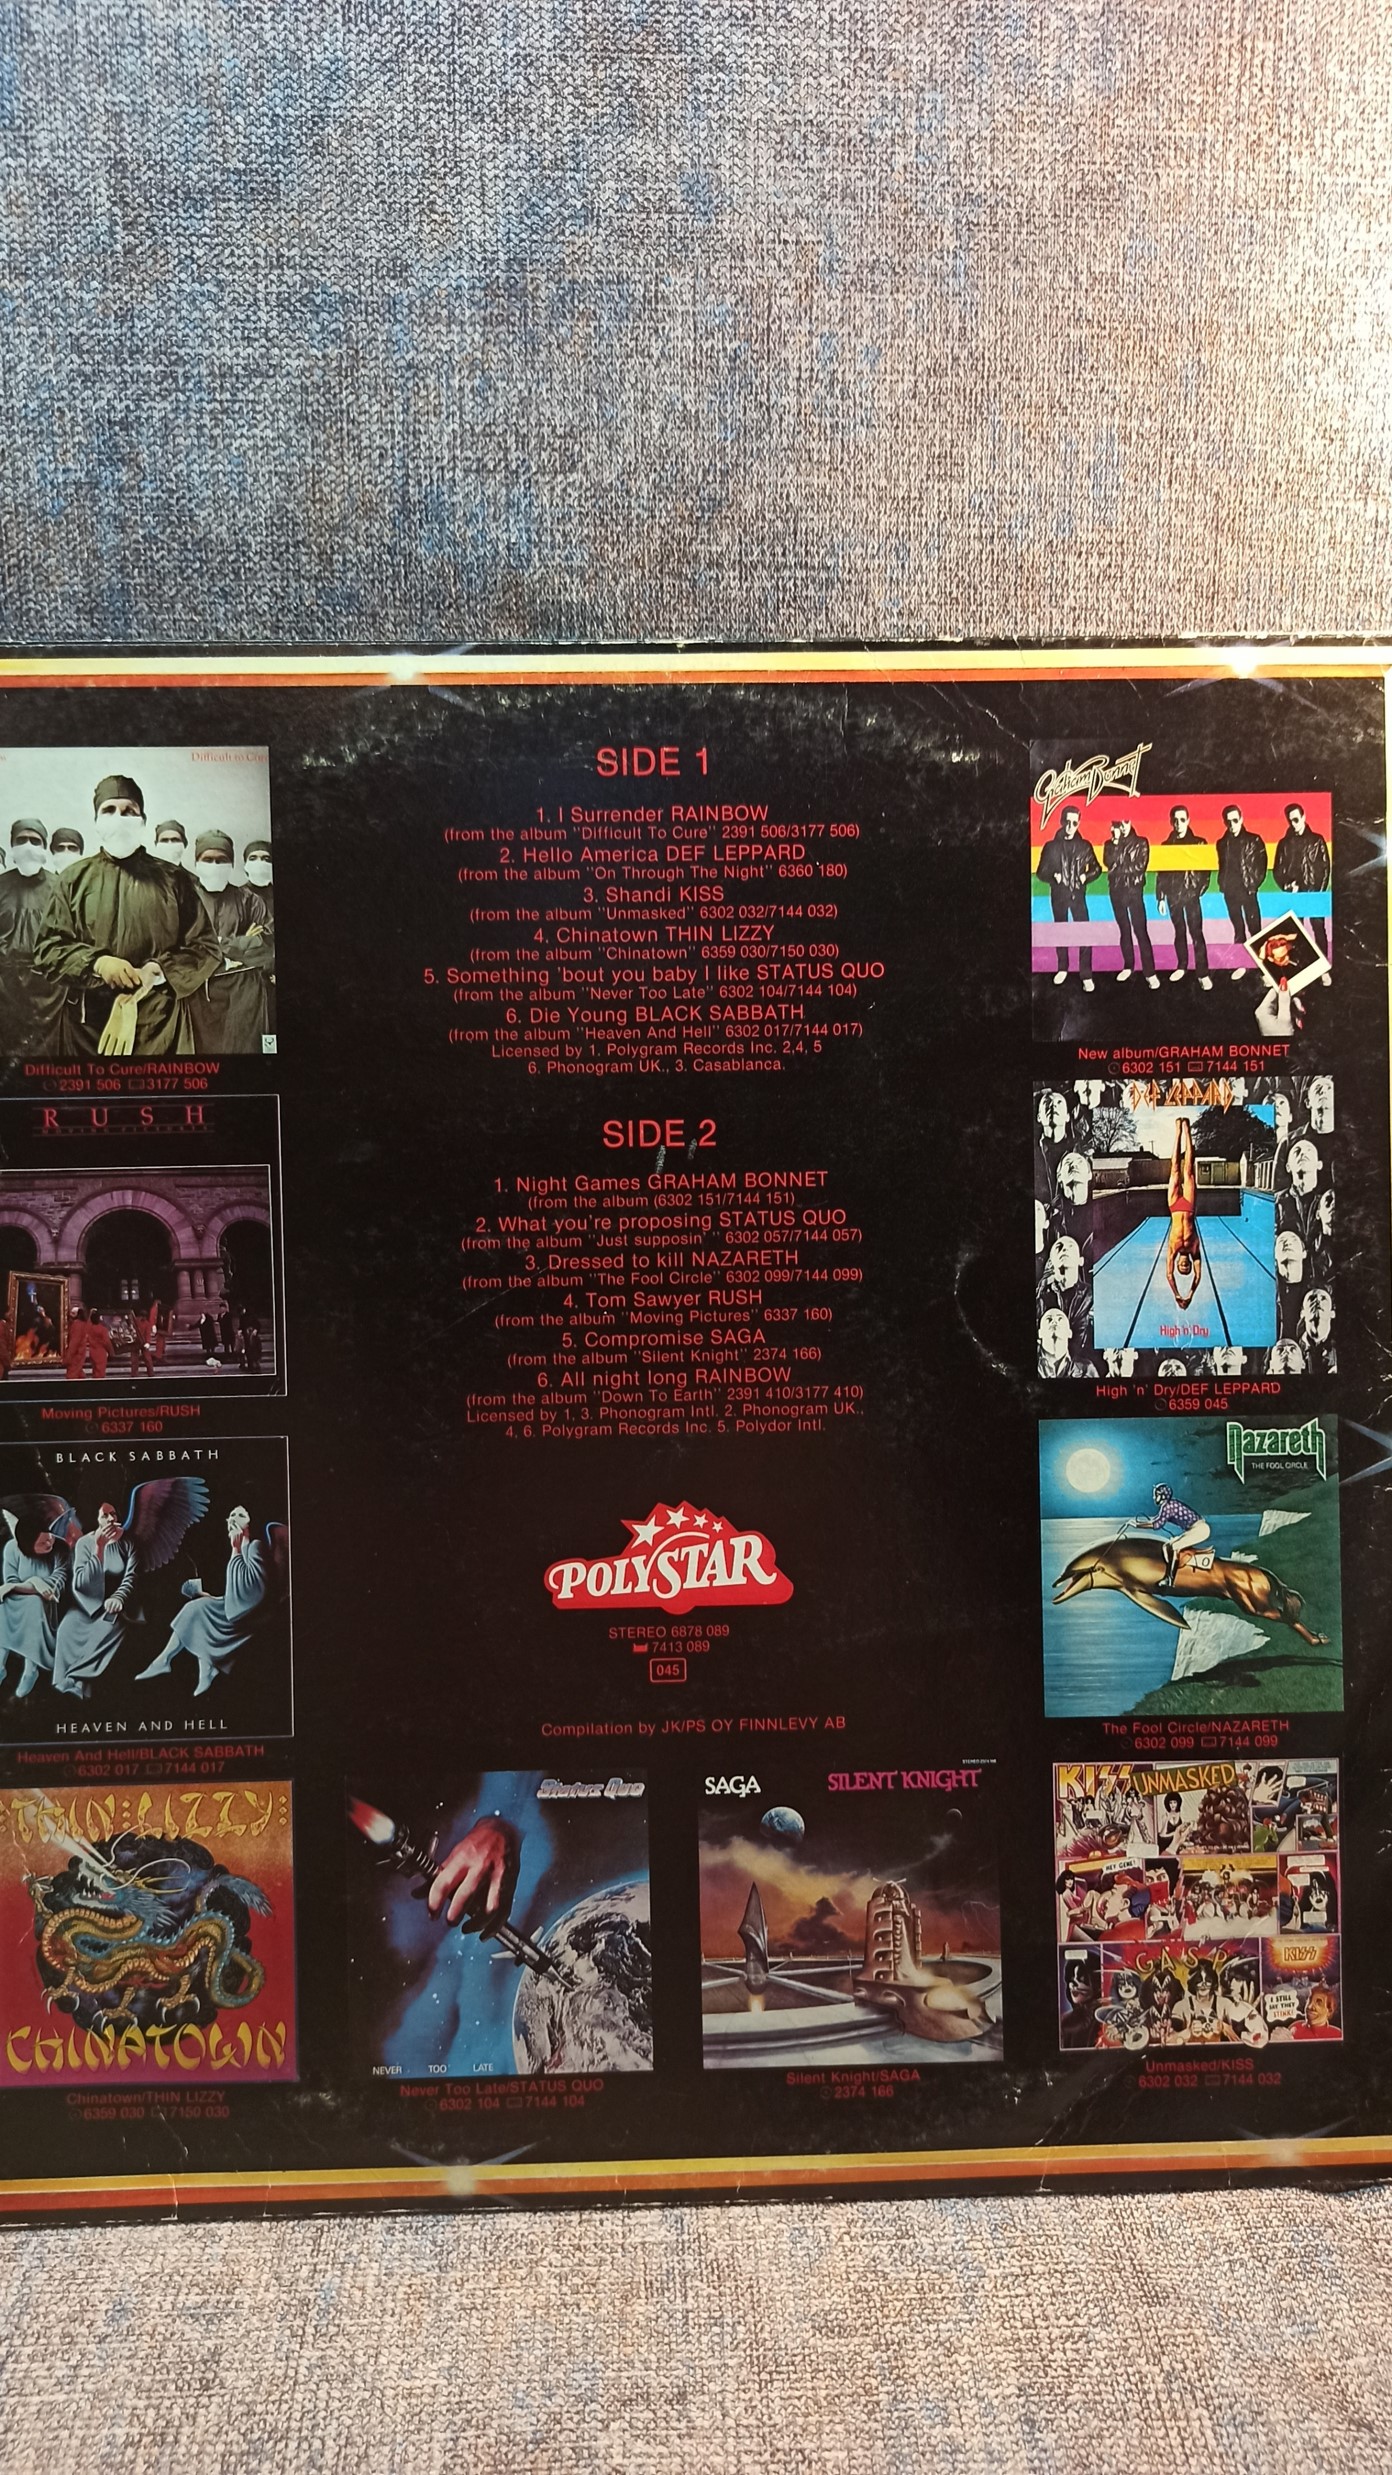 Difficult to Cure
Difficult To Cure/RAINBOW
2391 506 3177 506
RUSH
MOVING PICTURES
Moving Pictures/RUSH
6337 160
BLACK SABBATH
HEAVEN AND HELL
Heaven And Hell/BLACK SABBATH
6302 017 7144 017
THIN LIZZY
CHINATOWN
Chinatown/THIN LIZZY
6359 030 7150 030
SIDE 1
1. I Surrender RAINBOW
(from the album "Difficult To Cure" 2391 506/3177 506)
2. Hello America DEF LEPPARD
(from the album "On Through The Night" 6360 180)
3. Shandi KISS
(from the album "Unmasked" 6302 032/7144 032)
4. Chinatown THIN LIZZY
(from the album "Chinatown" 6359 030/7150 030)
5. Something 'bout you baby I like STATUS QUO
(from the album "Never Too Late" 6302 104/7144 104)
6. Die Young BLACK SABBATH
(from the album "Heaven And Hell" 6302 017/7144 017)
Licensed by 1. Polygram Records Inc. 2,4, 5
6. Phonogram UK., 3. Casablanca.
SIDE 2
1. Night Games GRAHAM BONNET
(from the album (6302 151/7144 151)
2. What you're proposing STATUS QUO
(from the album "Just supposin' " 6302 057/7144 057)
3. Dressed to kill NAZARETH
(from the album "The Fool Circle" 6302 099/7144 099)
4. Tom Sawyer RUSH
(from the album "Moving Pictures" 6337 160)
5. Compromise SAGA
(from the album "Silent Knight" 2374 166)
6. All night long RAINBOW
(from the album "Down To Earth" 2391 410/3177 410)
Licensed by 1, 3. Phonogram Intl. 2. Phonogram UK.,
4, 6. Polygram Records Inc. 5. Polydor Intl.
POLYSTAR
STEREO 6878 089
7413 089
045
Compilation by JK/PS OY FINNLEVY AB
Status Quo
NEVER TOO LATE
Never Too Late/STATUS QUO
6302 104 7144 104
SAGA SILENT KNIGHT
Silent Knight/SAGA
2374 166
Graham Bonnet
New album/GRAHAM BONNET
6302 151 7144 151
DEF LEPPARD
High 'n' Dry
High 'n' Dry/DEF LEPPARD
6359 045
Nazareth
THE FOOL CIRCLE
The Fool Circle/NAZARETH
6302 099 7144 099
KISS UNMASKED
HEY GENE!
GASP
KISS
I STILL
SAY THEY
STINK!
Unmasked/KISS
6302 032 7144 032